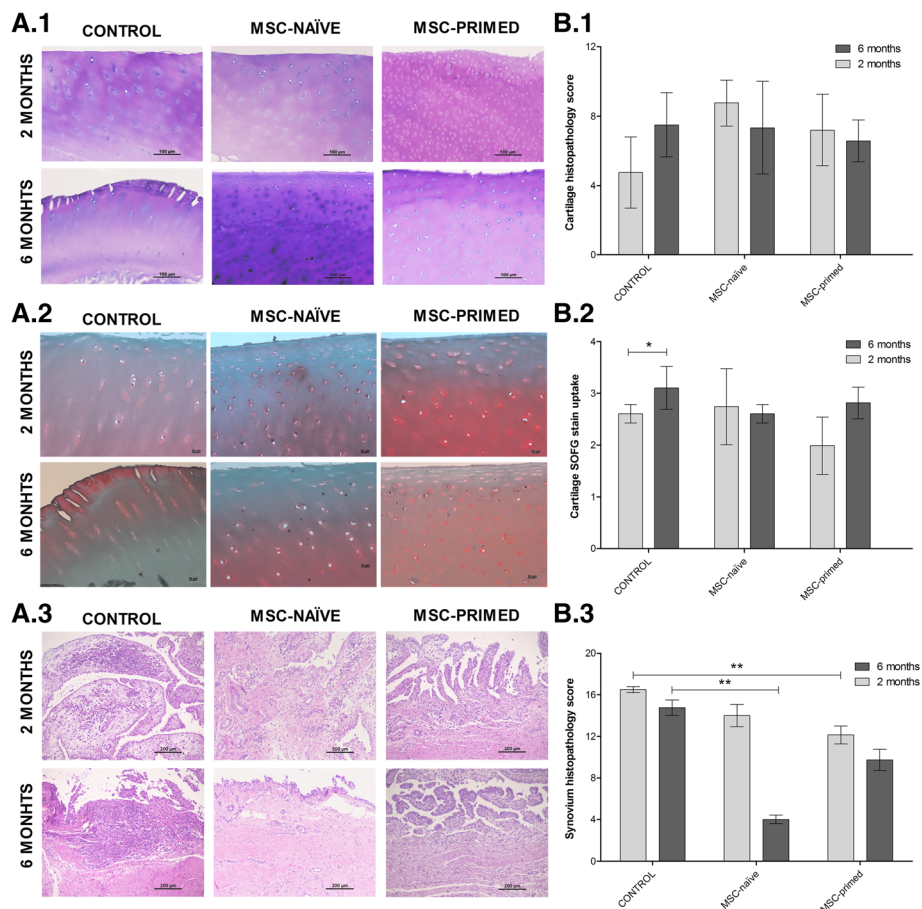 A.1
CONTROL MSC-NAÏVE MSC-PRIMED
2 MONTHS
100 µm 100 µm 100 µm
6 MONHTS
100 µm 100 µm 100 µm
B.1
Cartilage histopathology score
12
8
4
0
6 months
2 months
CONTROL MSC-naïve MSC-primed
A.2
CONTROL MSC-NAÏVE MSC-PRIMED
2 MONTHS
6 MONHTS
B.2
Cartilage SOFG stain uptake
4
3
2
1
0
*
6 months
2 months
CONTROL MSC-naïve MSC-primed
A.3
CONTROL MSC-NAÏVE MSC-PRIMED
2 MONTHS
200 µm 200 µm 200 µm
6 MONHTS
200 µm 200 µm 200 µm
B.3
Synovium histopathology score
20
16
12
8
4
0
**
**
6 months
2 months
CONTROL MSC-naïve MSC-primed